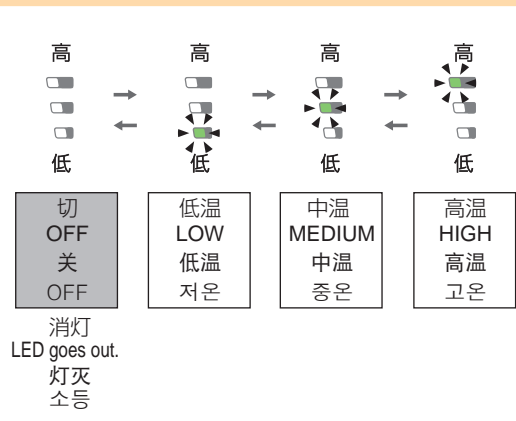 高 高 高 高
低 低 低 低
切
OFF
关
OFF
低温
LOW
低温
저온
中温
MEDIUM
中温
중온
高温
HIGH
高温
고온
消灯
LED goes out.
灯灭
소등